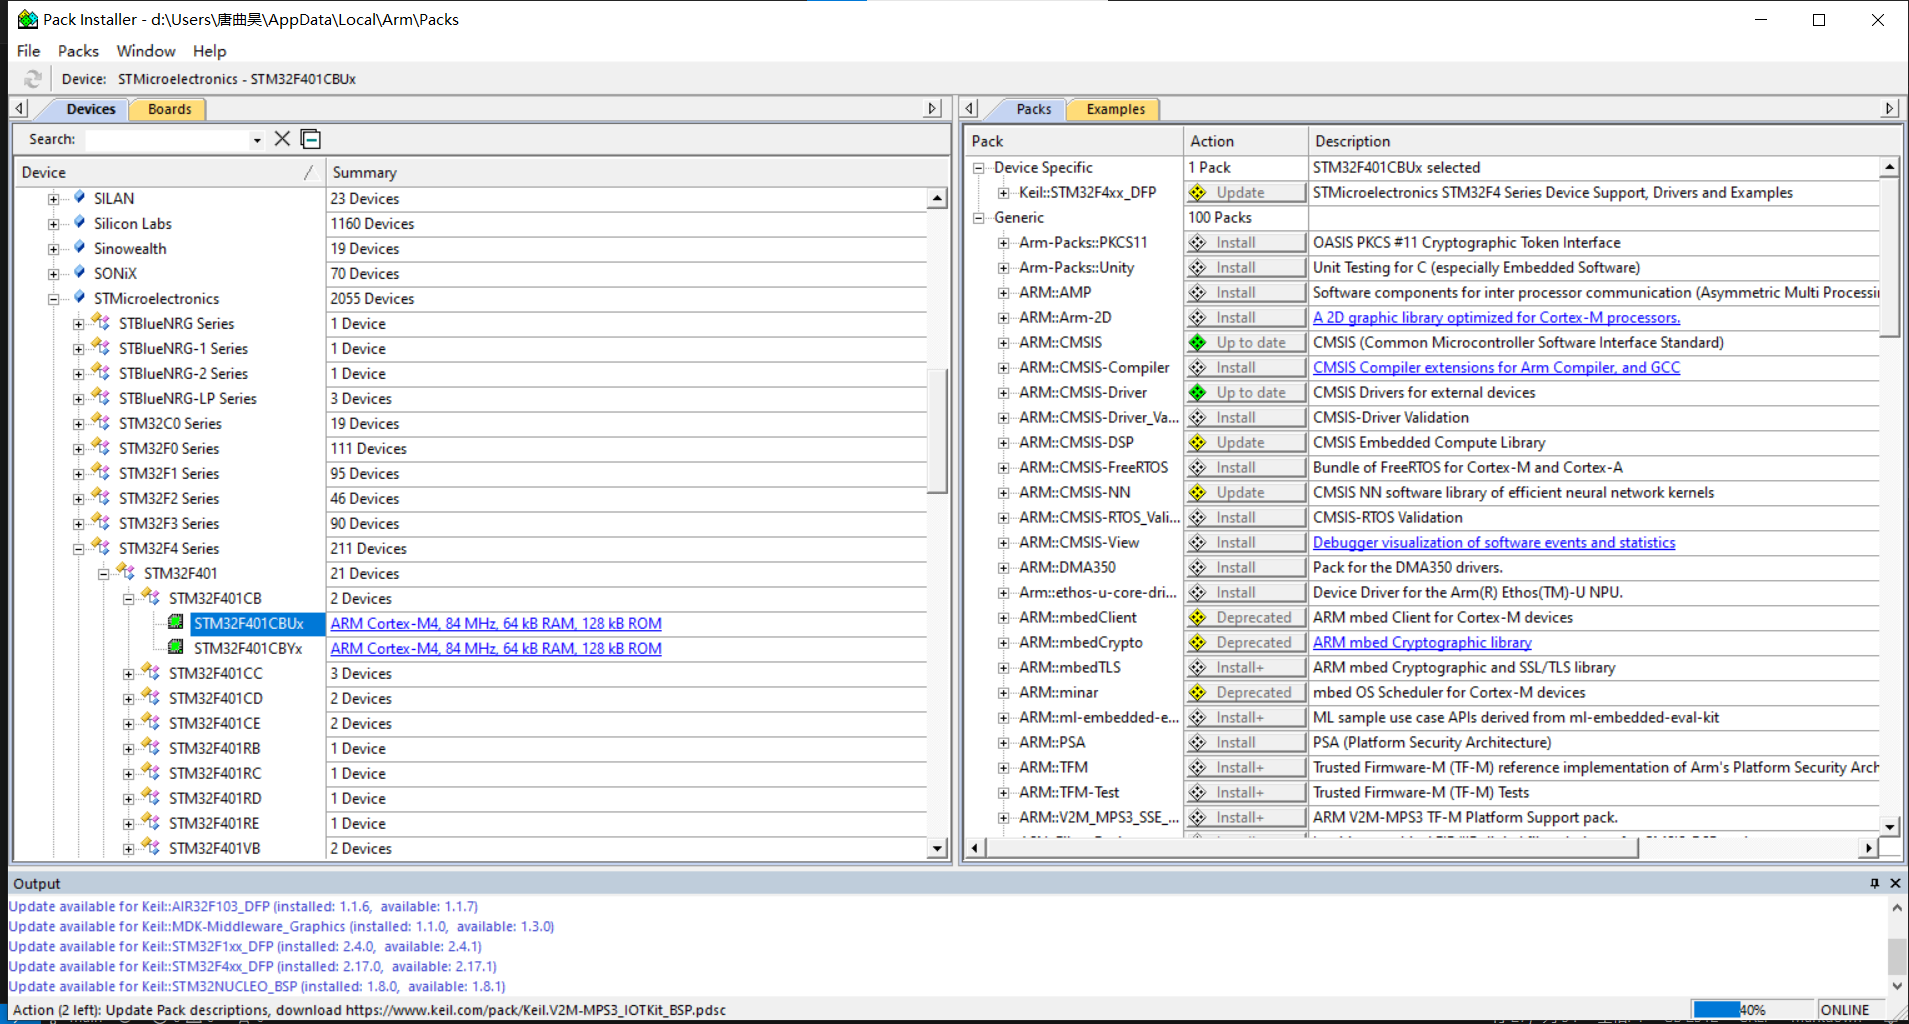 Pack Installer - d:\Users\唐曲昊\AppData\Local\Arm\Packs
File Packs Window Help
Device: STMicroelectronics - STM32F401CBUx
Devices Boards
Search:
Device Summary
SILAN 23 Devices
Silicon Labs 1160 Devices
Sinowealth 19 Devices
SONiX 70 Devices
STMicroelectronics 2055 Devices
STBlueNRG Series 1 Device
STBlueNRG-1 Series 1 Device
STBlueNRG-2 Series 1 Device
STBlueNRG-LP Series 3 Devices
STM32C0 Series 19 Devices
STM32F0 Series 111 Devices
STM32F1 Series 95 Devices
STM32F2 Series 46 Devices
STM32F3 Series 90 Devices
STM32F4 Series 211 Devices
STM32F401 21 Devices
STM32F401CB 2 Devices
STM32F401CBUx ARM Cortex-M4, 84 MHz, 64 kB RAM, 128 kB ROM
STM32F401CBYx ARM Cortex-M4, 84 MHz, 64 kB RAM, 128 kB ROM
STM32F401CC 3 Devices
STM32F401CD 2 Devices
STM32F401CE 2 Devices
STM32F401RB 1 Device
STM32F401RC 1 Device
STM32F401RD 1 Device
STM32F401RE 1 Device
STM32F401VB 2 Devices
Packs Examples
Pack Action Description
Device Specific 1 Pack STM32F401CBUx selected
Keil::STM32F4xx_DFP Update STMicroelectronics STM32F4 Series Device Support, Drivers and Examples
Generic 100 Packs
Arm-Packs::PKCS11 Install OASIS PKCS #11 Cryptographic Token Interface
Arm-Packs::Unity Install Unit Testing for C (especially Embedded Software)
ARM::AMP Install Software components for inter processor communication (Asymmetric Multi Processi
ARM::Arm-2D Install A 2D graphic library optimized for Cortex-M processors.
ARM::CMSIS Up to date CMSIS (Common Microcontroller Software Interface Standard)
ARM::CMSIS-Compiler Install CMSIS Compiler extensions for Arm Compiler, and GCC
ARM::CMSIS-Driver Up to date CMSIS Drivers for external devices
ARM::CMSIS-Driver_Va... Install CMSIS-Driver Validation
ARM::CMSIS-DSP Update CMSIS Embedded Compute Library
ARM::CMSIS-FreeRTOS Install Bundle of FreeRTOS for Cortex-M and Cortex-A
ARM::CMSIS-NN Update CMSIS NN software library of efficient neural network kernels
ARM::CMSIS-RTOS_Vali... Install CMSIS-RTOS Validation
ARM::CMSIS-View Install Debugger visualization of software events and statistics
ARM::DMA350 Install Pack for the DMA350 drivers.
Arm::ethos-u-core-dri... Install Device Driver for the Arm(R) Ethos(TM)-U NPU.
ARM::mbedClient Deprecated ARM mbed Client for Cortex-M devices
ARM::mbedCrypto Deprecated ARM mbed Cryptographic library
ARM::mbedTLS Install+ ARM mbed Cryptographic and SSL/TLS library
ARM::minar Deprecated mbed OS Scheduler for Cortex-M devices
ARM::ml-embedded-e... Install+ ML sample use case APIs derived from ml-embedded-eval-kit
ARM::PSA Install PSA (Platform Security Architecture)
ARM::TFM Install+ Trusted Firmware-M (TF-M) reference implementation of Arm's Platform Security Arch
ARM::TFM-Test Install+ Trusted Firmware-M (TF-M) Tests
ARM::V2M_MPS3_SSE_... Install+ ARM V2M-MPS3 TF-M Platform Support pack.
Output
Update available for Keil::AIR32F103_DFP (installed: 1.1.6, available: 1.1.7)
Update available for Keil::MDK-Middleware_Graphics (installed: 1.1.0, available: 1.3.0)
Update available for Keil::STM32F1xx_DFP (installed: 2.4.0, available: 2.4.1)
Update available for Keil::STM32F4xx_DFP (installed: 2.17.0, available: 2.17.1)
Update available for Keil::STM32NUCLEO_BSP (installed: 1.8.0, available: 1.8.1)
Action (2 left): Update Pack descriptions, download https://www.keil.com/pack/Keil.V2M-MPS3_IOTKit_BSP.pdsc 40% ONLINE